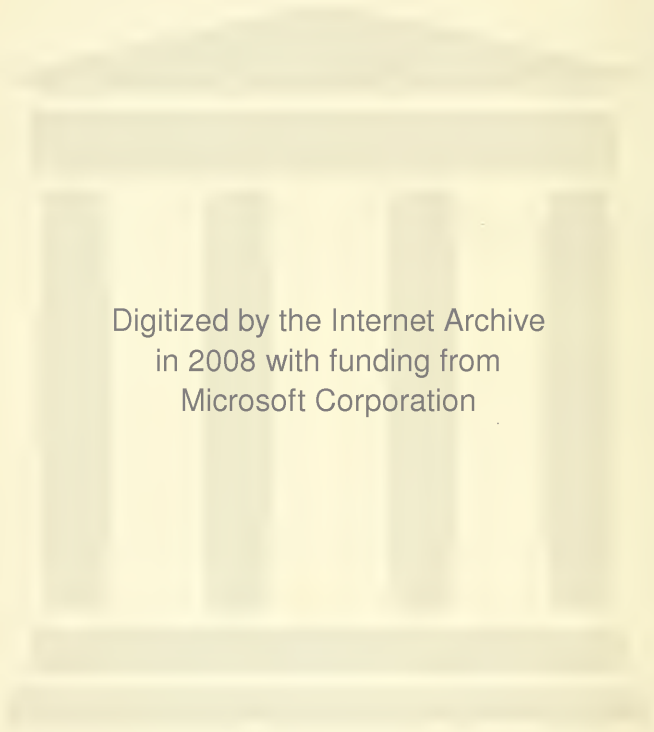 Digitized by the Internet Archive
in 2008 with funding from
Microsoft Corporation